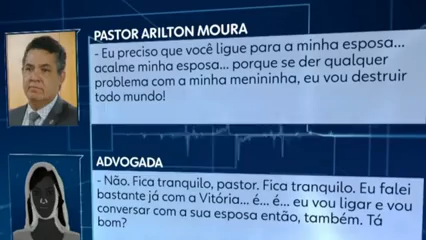 PASTOR ARILTON MOURA
- Eu preciso que você ligue para a minha esposa...
acalme minha esposa... porque se der qualquer
problema com a minha menininha, eu vou destruir
todo mundo!
ADVOGADA
- Não. Fica tranquilo, pastor. Fica tranquilo. Eu falei
bastante já com a Vitória... é... é... eu vou ligar e vou
conversar com a sua esposa então, também. Tá
bom?